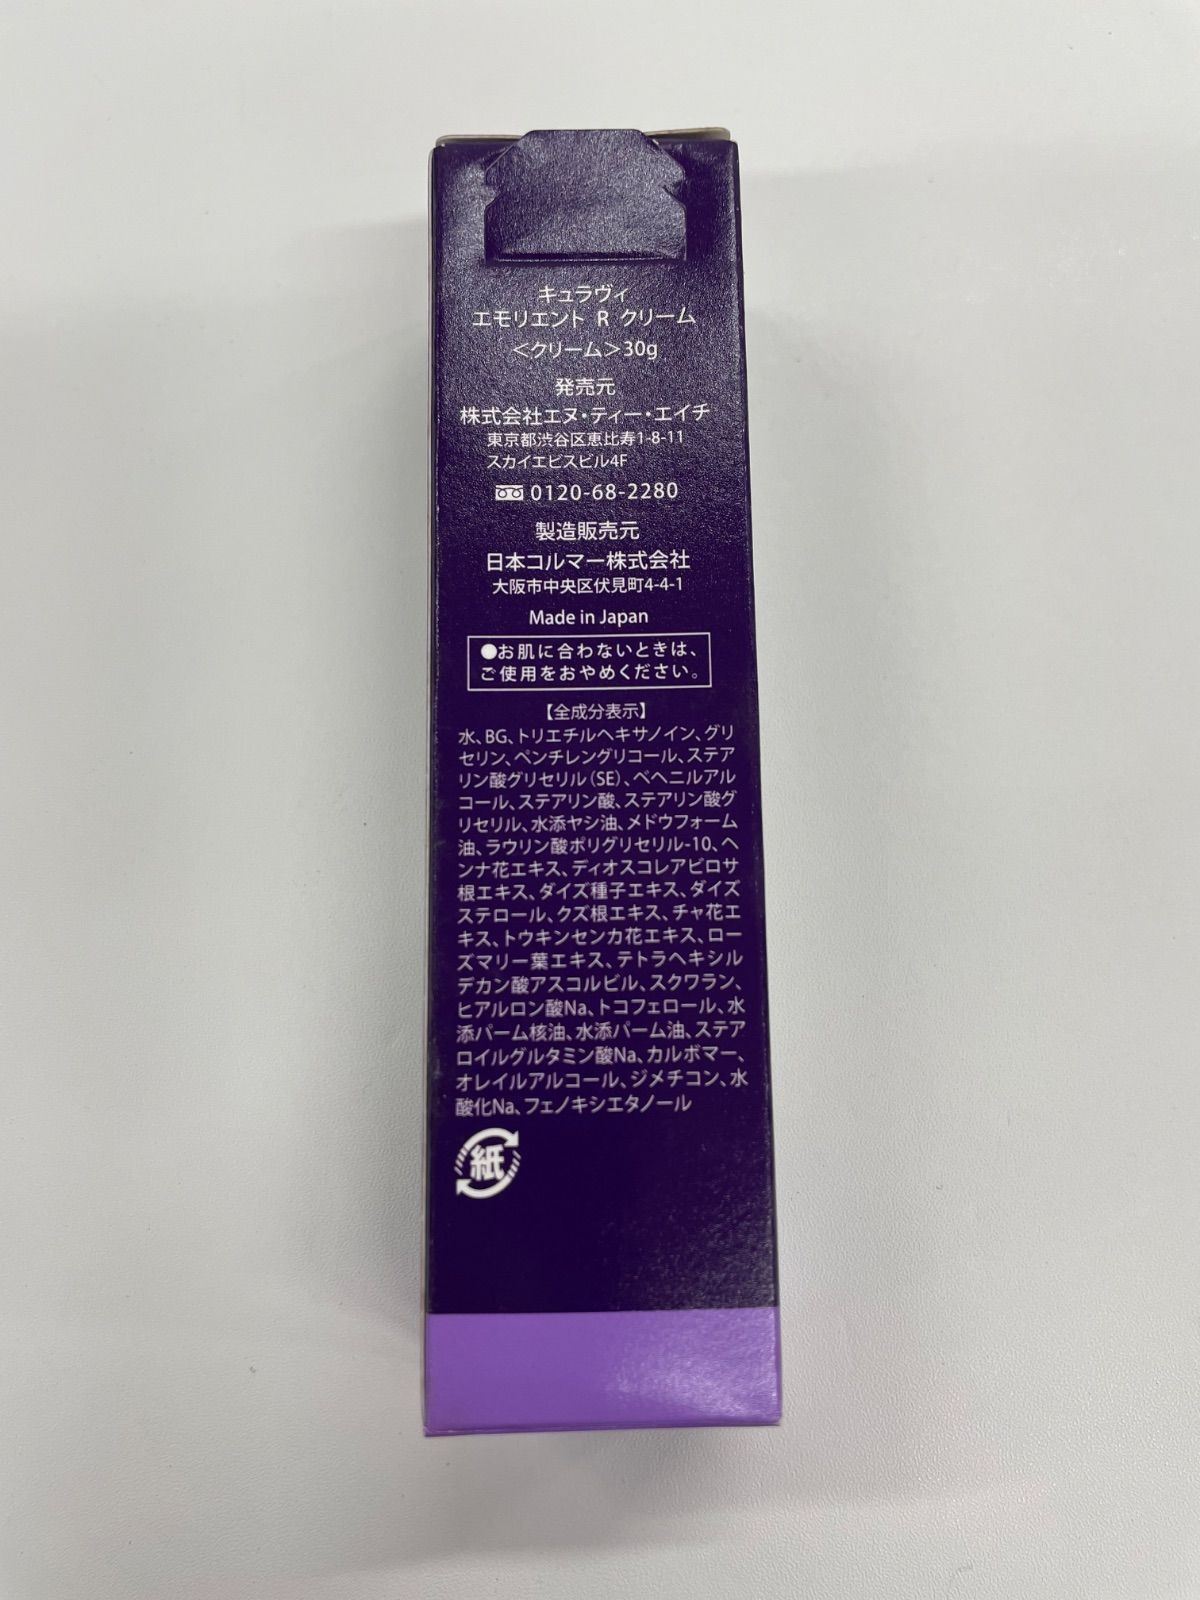 キュラヴィ
エモリエント R クリーム
＜クリーム＞30g
発売元
株式会社エヌ・ティー・エイチ
東京都渋谷区恵比寿1-8-11
スカイエビスビル4F
0120-68-2280
製造販売元
日本コルマー株式会社
大阪市中央区伏見町4-4-1
Made in Japan
●お肌に合わないときは、
ご使用をおやめください。
【全成分表示】
水、BG、トリエチルヘキサノイン、グリ
セリン、ペンチレングリコール、ステア
リン酸グリセリル（SE）、ベヘニルアル
コール、ステアリン酸、ステアリン酸グ
リセリル、水添ヤシ油、メドウフォーム
油、ラウリン酸ポリグリセリル-10、ヘ
ンナ花エキス、ディオスコレアビロサ
根エキス、ダイズ種子エキス、ダイズ
ステロール、クズ根エキス、チャ花エ
キス、トウキンセンカ花エキス、ロー
ズマリー葉エキス、テトラヘキシル
デカン酸アスコルビル、スクワラン、
ヒアルロン酸Na、トコフェロール、水
添パーム核油、水添パーム油、ステア
ロイルグルタミン酸Na、カルボマー、
オレイルアルコール、ジメチコン、水
酸化Na、フェノキシエタノール
紙